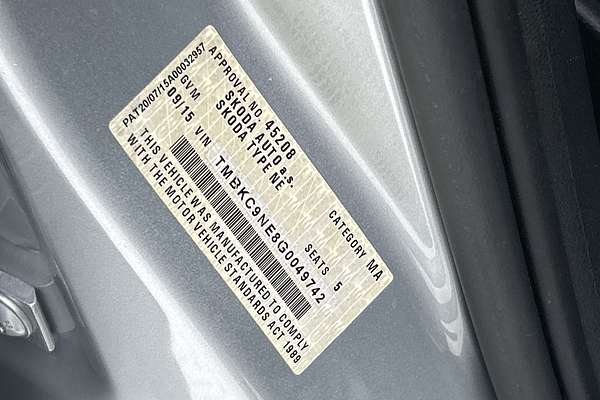 APPROVAL NO. 45208 CATEGORY MA
SKODA AUTO a.s.
SKODA TYPE NE SEATS 5
PAT20/07/15A00032957
GVM
09/15 VIN TMBKC9NE8G0049742
THIS VEHICLE WAS MANUFACTURED TO COMPLY
WITH THE MOTOR VEHICLE STANDARDS ACT 1989